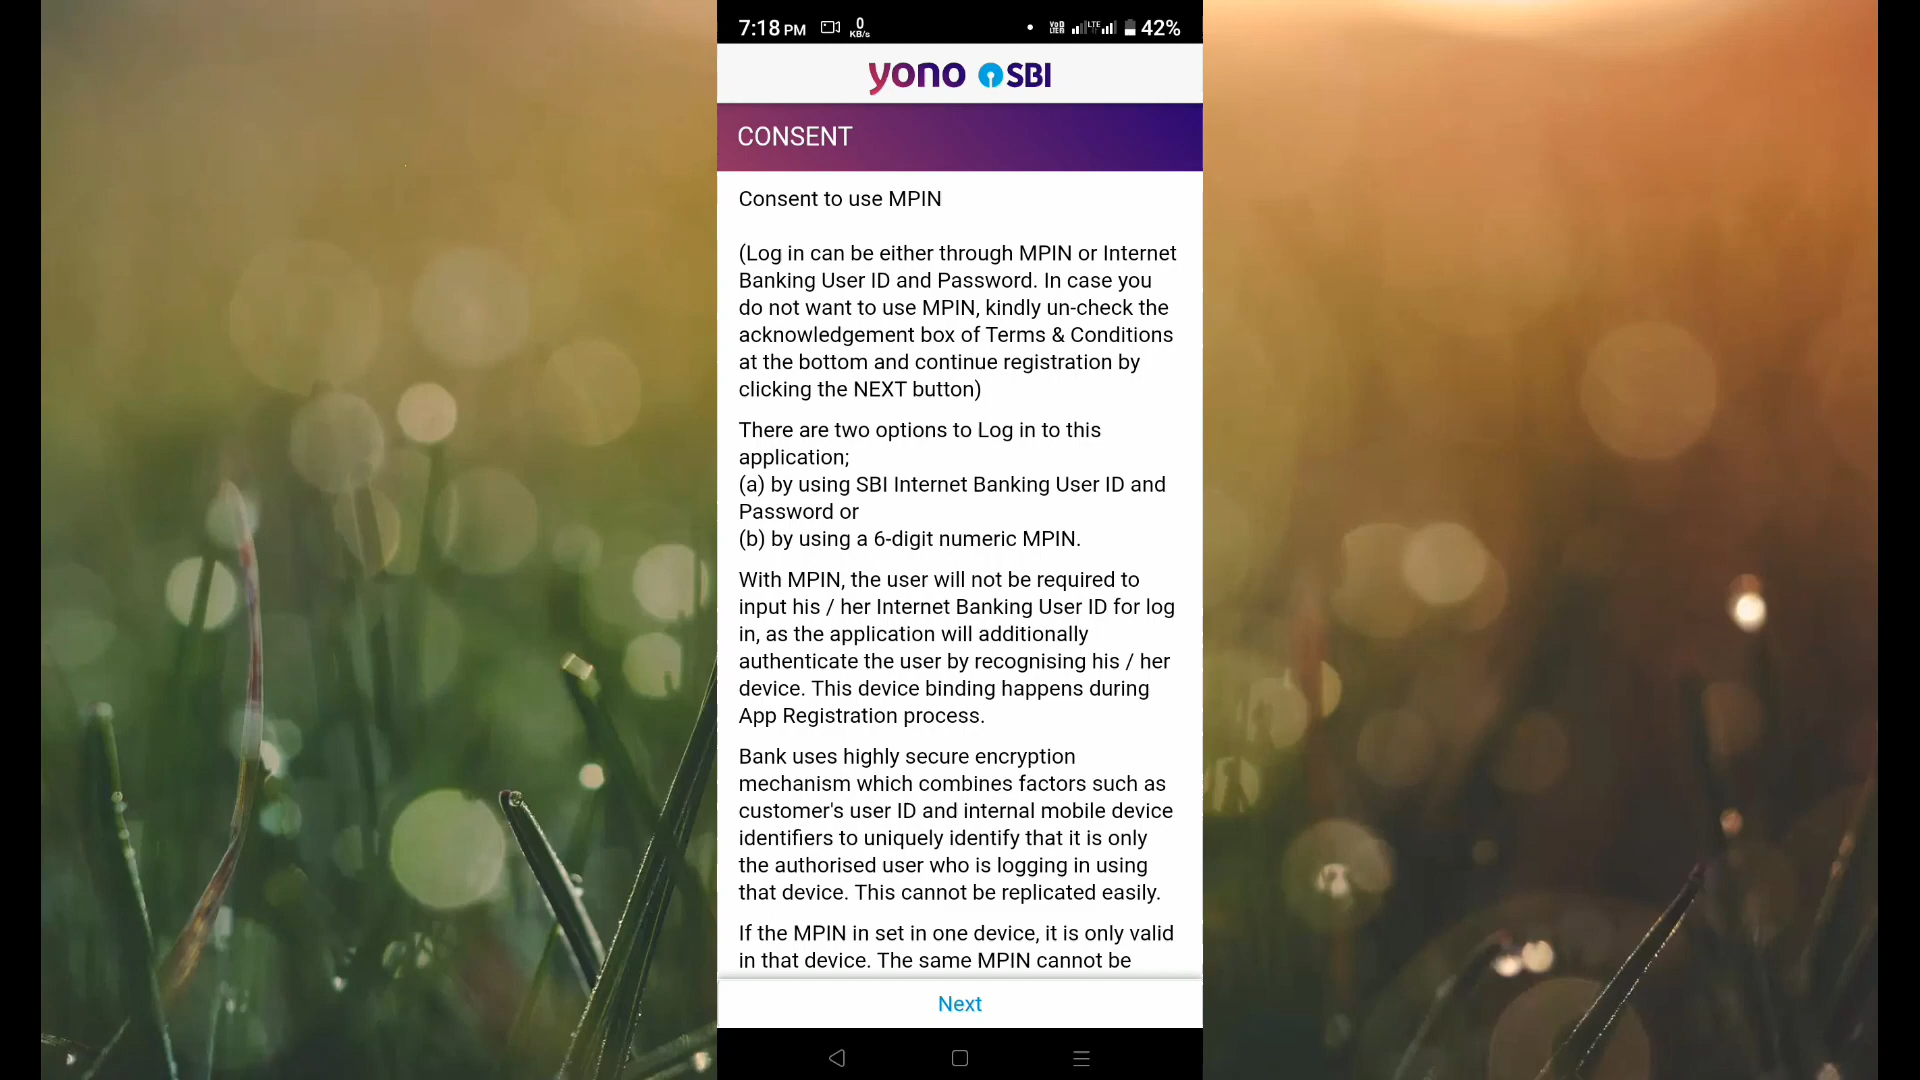 7:18 PM 0 KB/s VoD LTE LTE 42%
yono SBI
CONSENT
Consent to use MPIN
(Log in can be either through MPIN or Internet
Banking User ID and Password. In case you
do not want to use MPIN, kindly un-check the
acknowledgement box of Terms & Conditions
at the bottom and continue registration by
clicking the NEXT button)
There are two options to Log in to this
application;
(a) by using SBI Internet Banking User ID and
Password or
(b) by using a 6-digit numeric MPIN.
With MPIN, the user will not be required to
input his / her Internet Banking User ID for log
in, as the application will additionally
authenticate the user by recognising his / her
device. This device binding happens during
App Registration process.
Bank uses highly secure encryption
mechanism which combines factors such as
customer's user ID and internal mobile device
identifiers to uniquely identify that it is only
the authorised user who is logging in using
that device. This cannot be replicated easily.
If the MPIN in set in one device, it is only valid
in that device. The same MPIN cannot be
Next